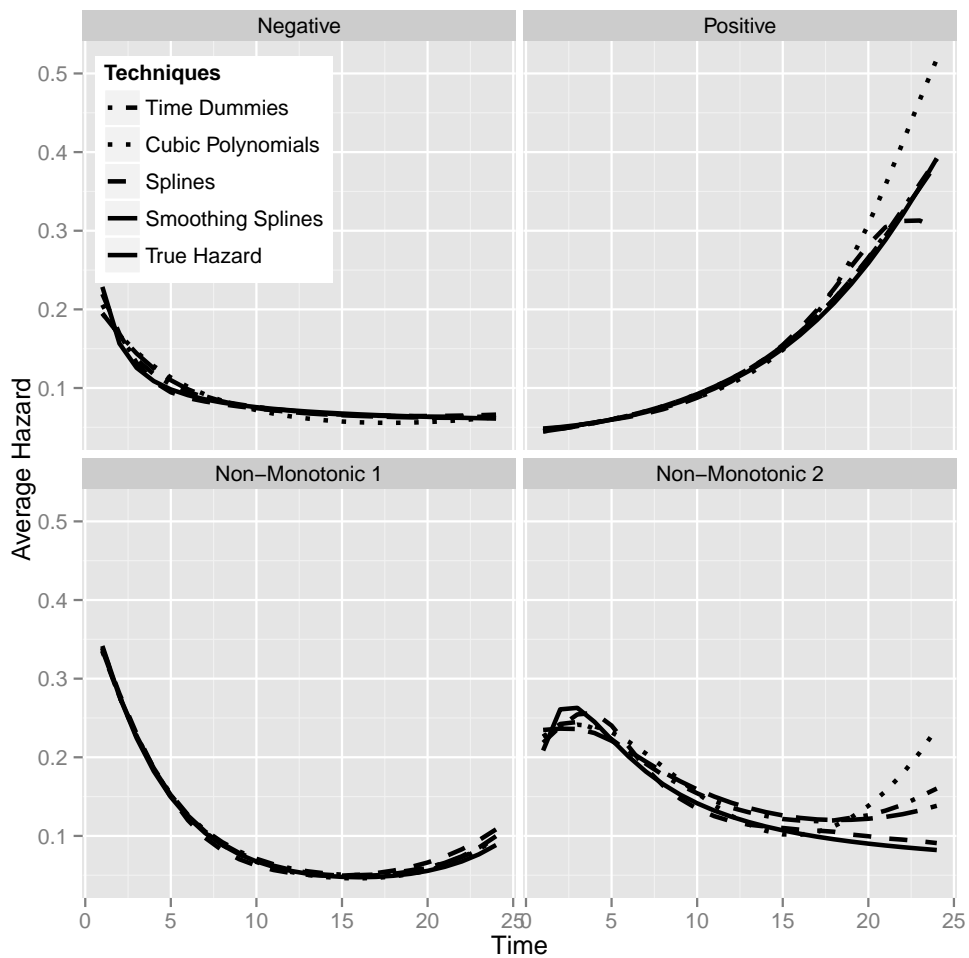 Negative
Positive
Techniques
Time Dummies
Cubic Polynomials
Splines
Smoothing Splines
True Hazard
0.5
0.4
0.3
0.2
0.1
Average Hazard
Non−Monotonic 1
Non−Monotonic 2
0.5
0.4
0.3
0.2
0.1
0 5 10 15 20 25
0 5 10 15 20 25
Time